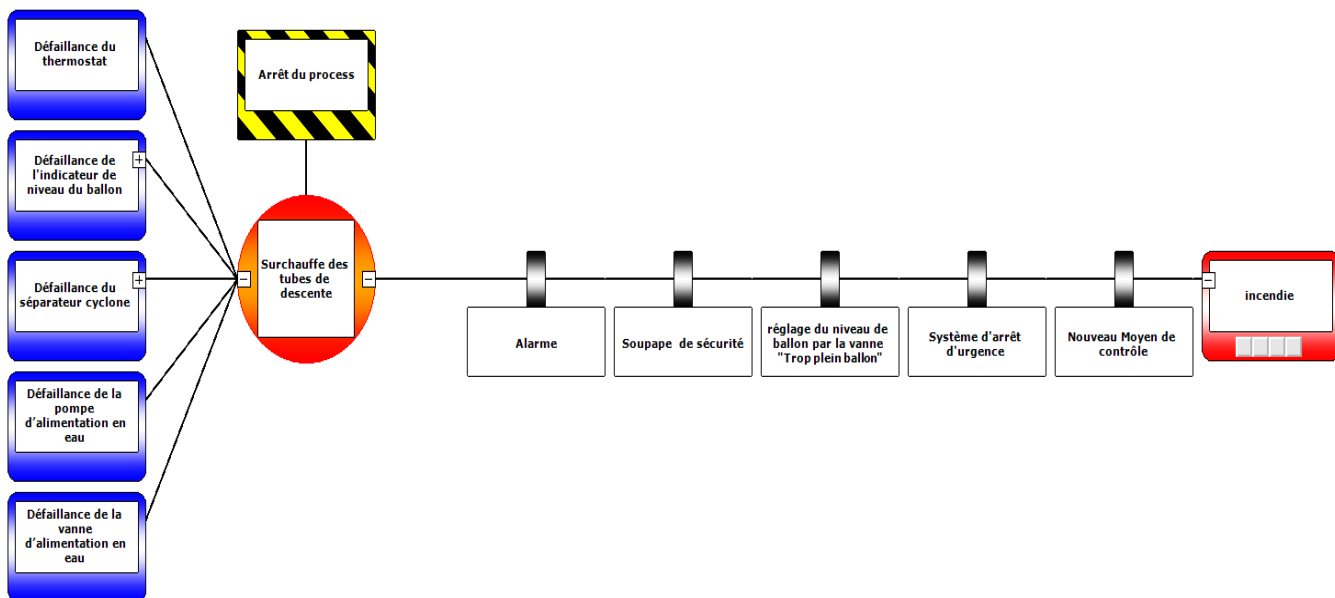 Défaillance du
thermostat
Arrêt du process
Défaillance de
l'indicateur de
niveau du ballon
Défaillance du
séparateur cyclone
Surchauffe des
tubes de
descente
Alarme
Soupape de sécurité
réglage du niveau de
ballon par la vanne
"Trop plein ballon"
Système d'arrêt
d'urgence
Nouveau Moyen de
contrôle
incendie
Défaillance de la
pompe
d’alimentation en
eau
Défaillance de la
vanne
d’alimentation en
eau